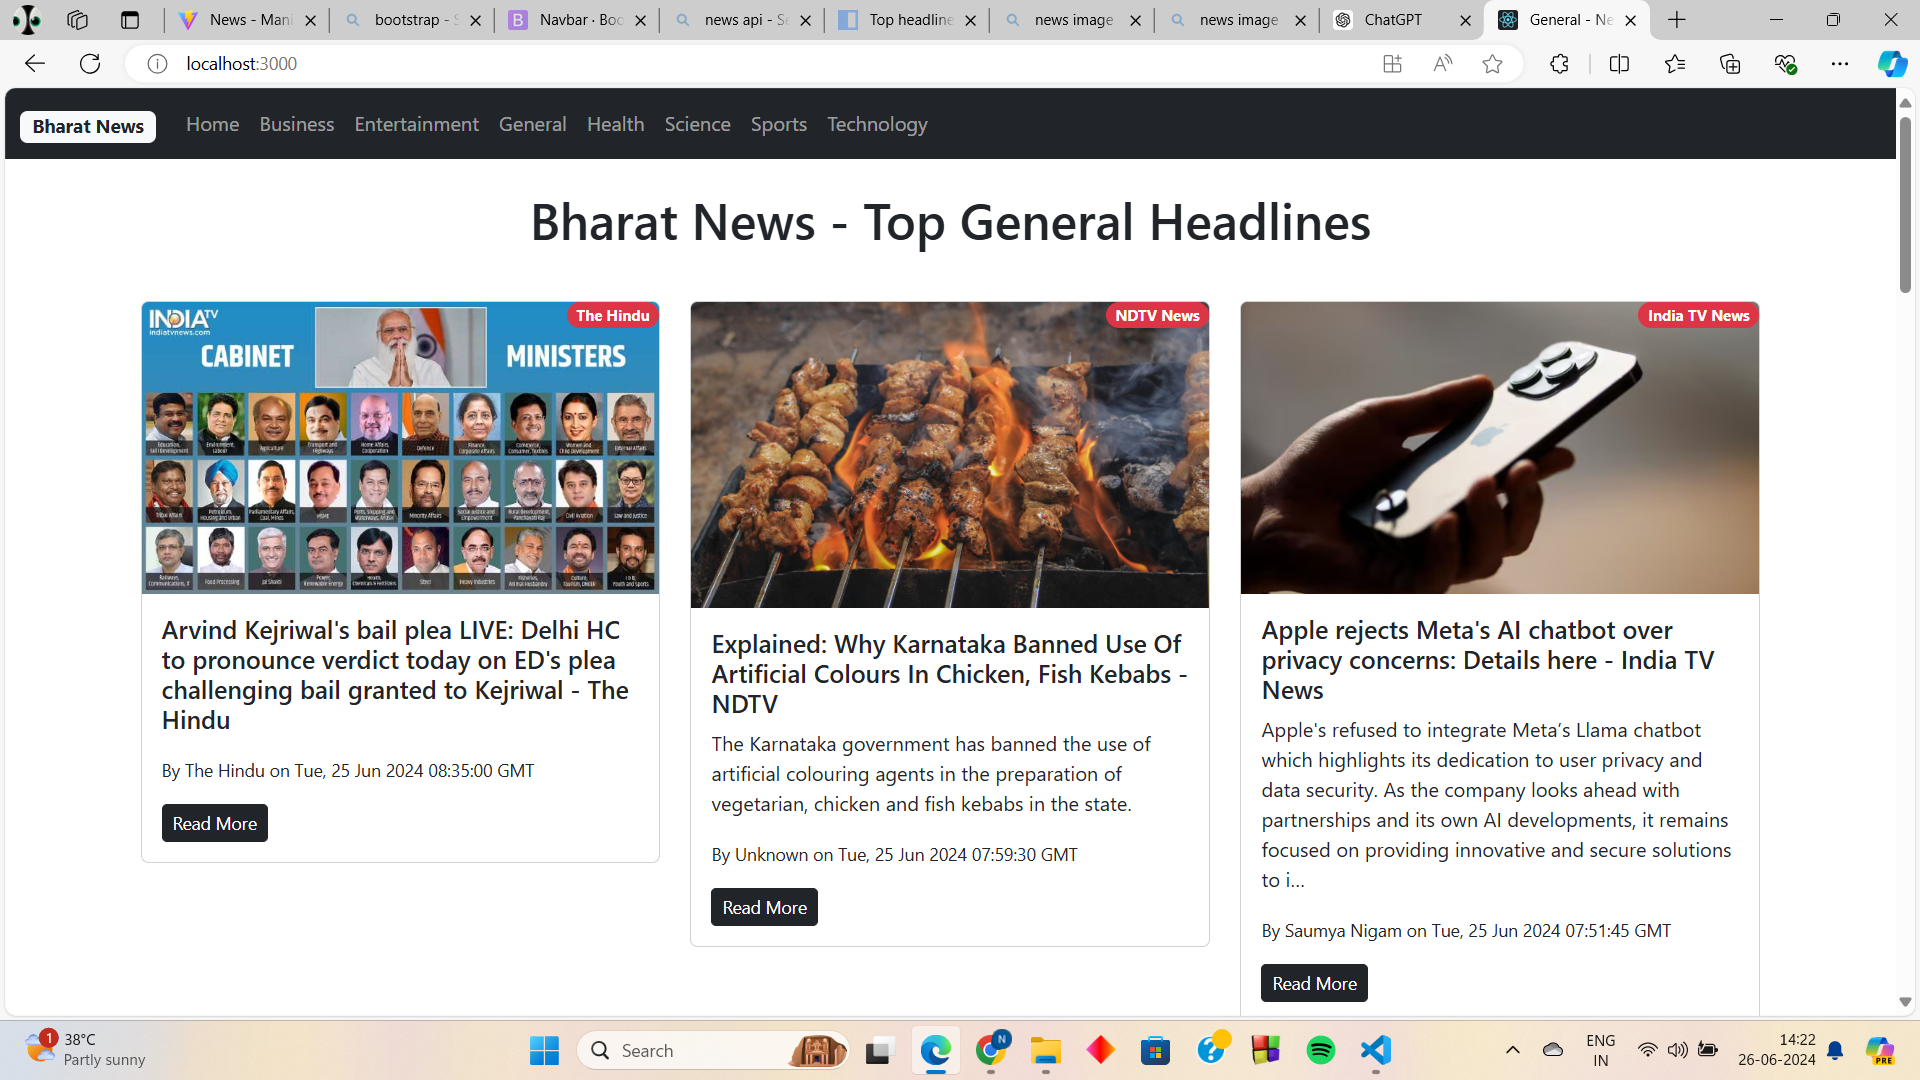 News - Mani
bootstrap - S
Navbar · Boo
news api - Se
Top headline
news image
news image
ChatGPT
General - Ne
localhost:3000
Bharat News
Home
Business
Entertainment
General
Health
Science
Sports
Technology
Bharat News - Top General Headlines
INDIA TV
indiatvnews.com
The Hindu
CABINET
MINISTERS
Arvind Kejriwal's bail plea LIVE: Delhi HC
to pronounce verdict today on ED's plea
challenging bail granted to Kejriwal - The
Hindu
By The Hindu on Tue, 25 Jun 2024 08:35:00 GMT
Read More
NDTV News
Explained: Why Karnataka Banned Use Of
Artificial Colours In Chicken, Fish Kebabs -
NDTV
The Karnataka government has banned the use of
artificial colouring agents in the preparation of
vegetarian, chicken and fish kebabs in the state.
By Unknown on Tue, 25 Jun 2024 07:59:30 GMT
Read More
India TV News
Apple rejects Meta's AI chatbot over
privacy concerns: Details here - India TV
News
Apple's refused to integrate Meta’s Llama chatbot
which highlights its dedication to user privacy and
data security. As the company looks ahead with
partnerships and its own AI developments, it remains
focused on providing innovative and secure solutions
to i...
By Saumya Nigam on Tue, 25 Jun 2024 07:51:45 GMT
Read More
1
38°C
Partly sunny
Search
N
ENG
IN
14:22
26-06-2024
PRE